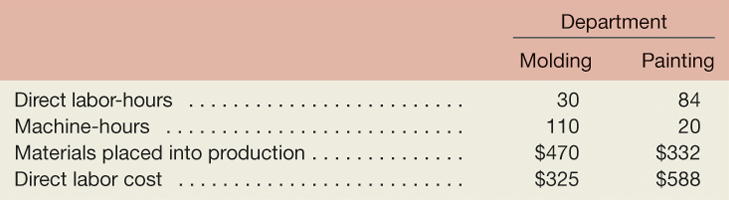 Department
Molding Painting
Direct labor-hours .......................... 30 84
Machine-hours ............................ 110 20
Materials placed into production .............. $470 $332
Direct labor cost .......................... $325 $588